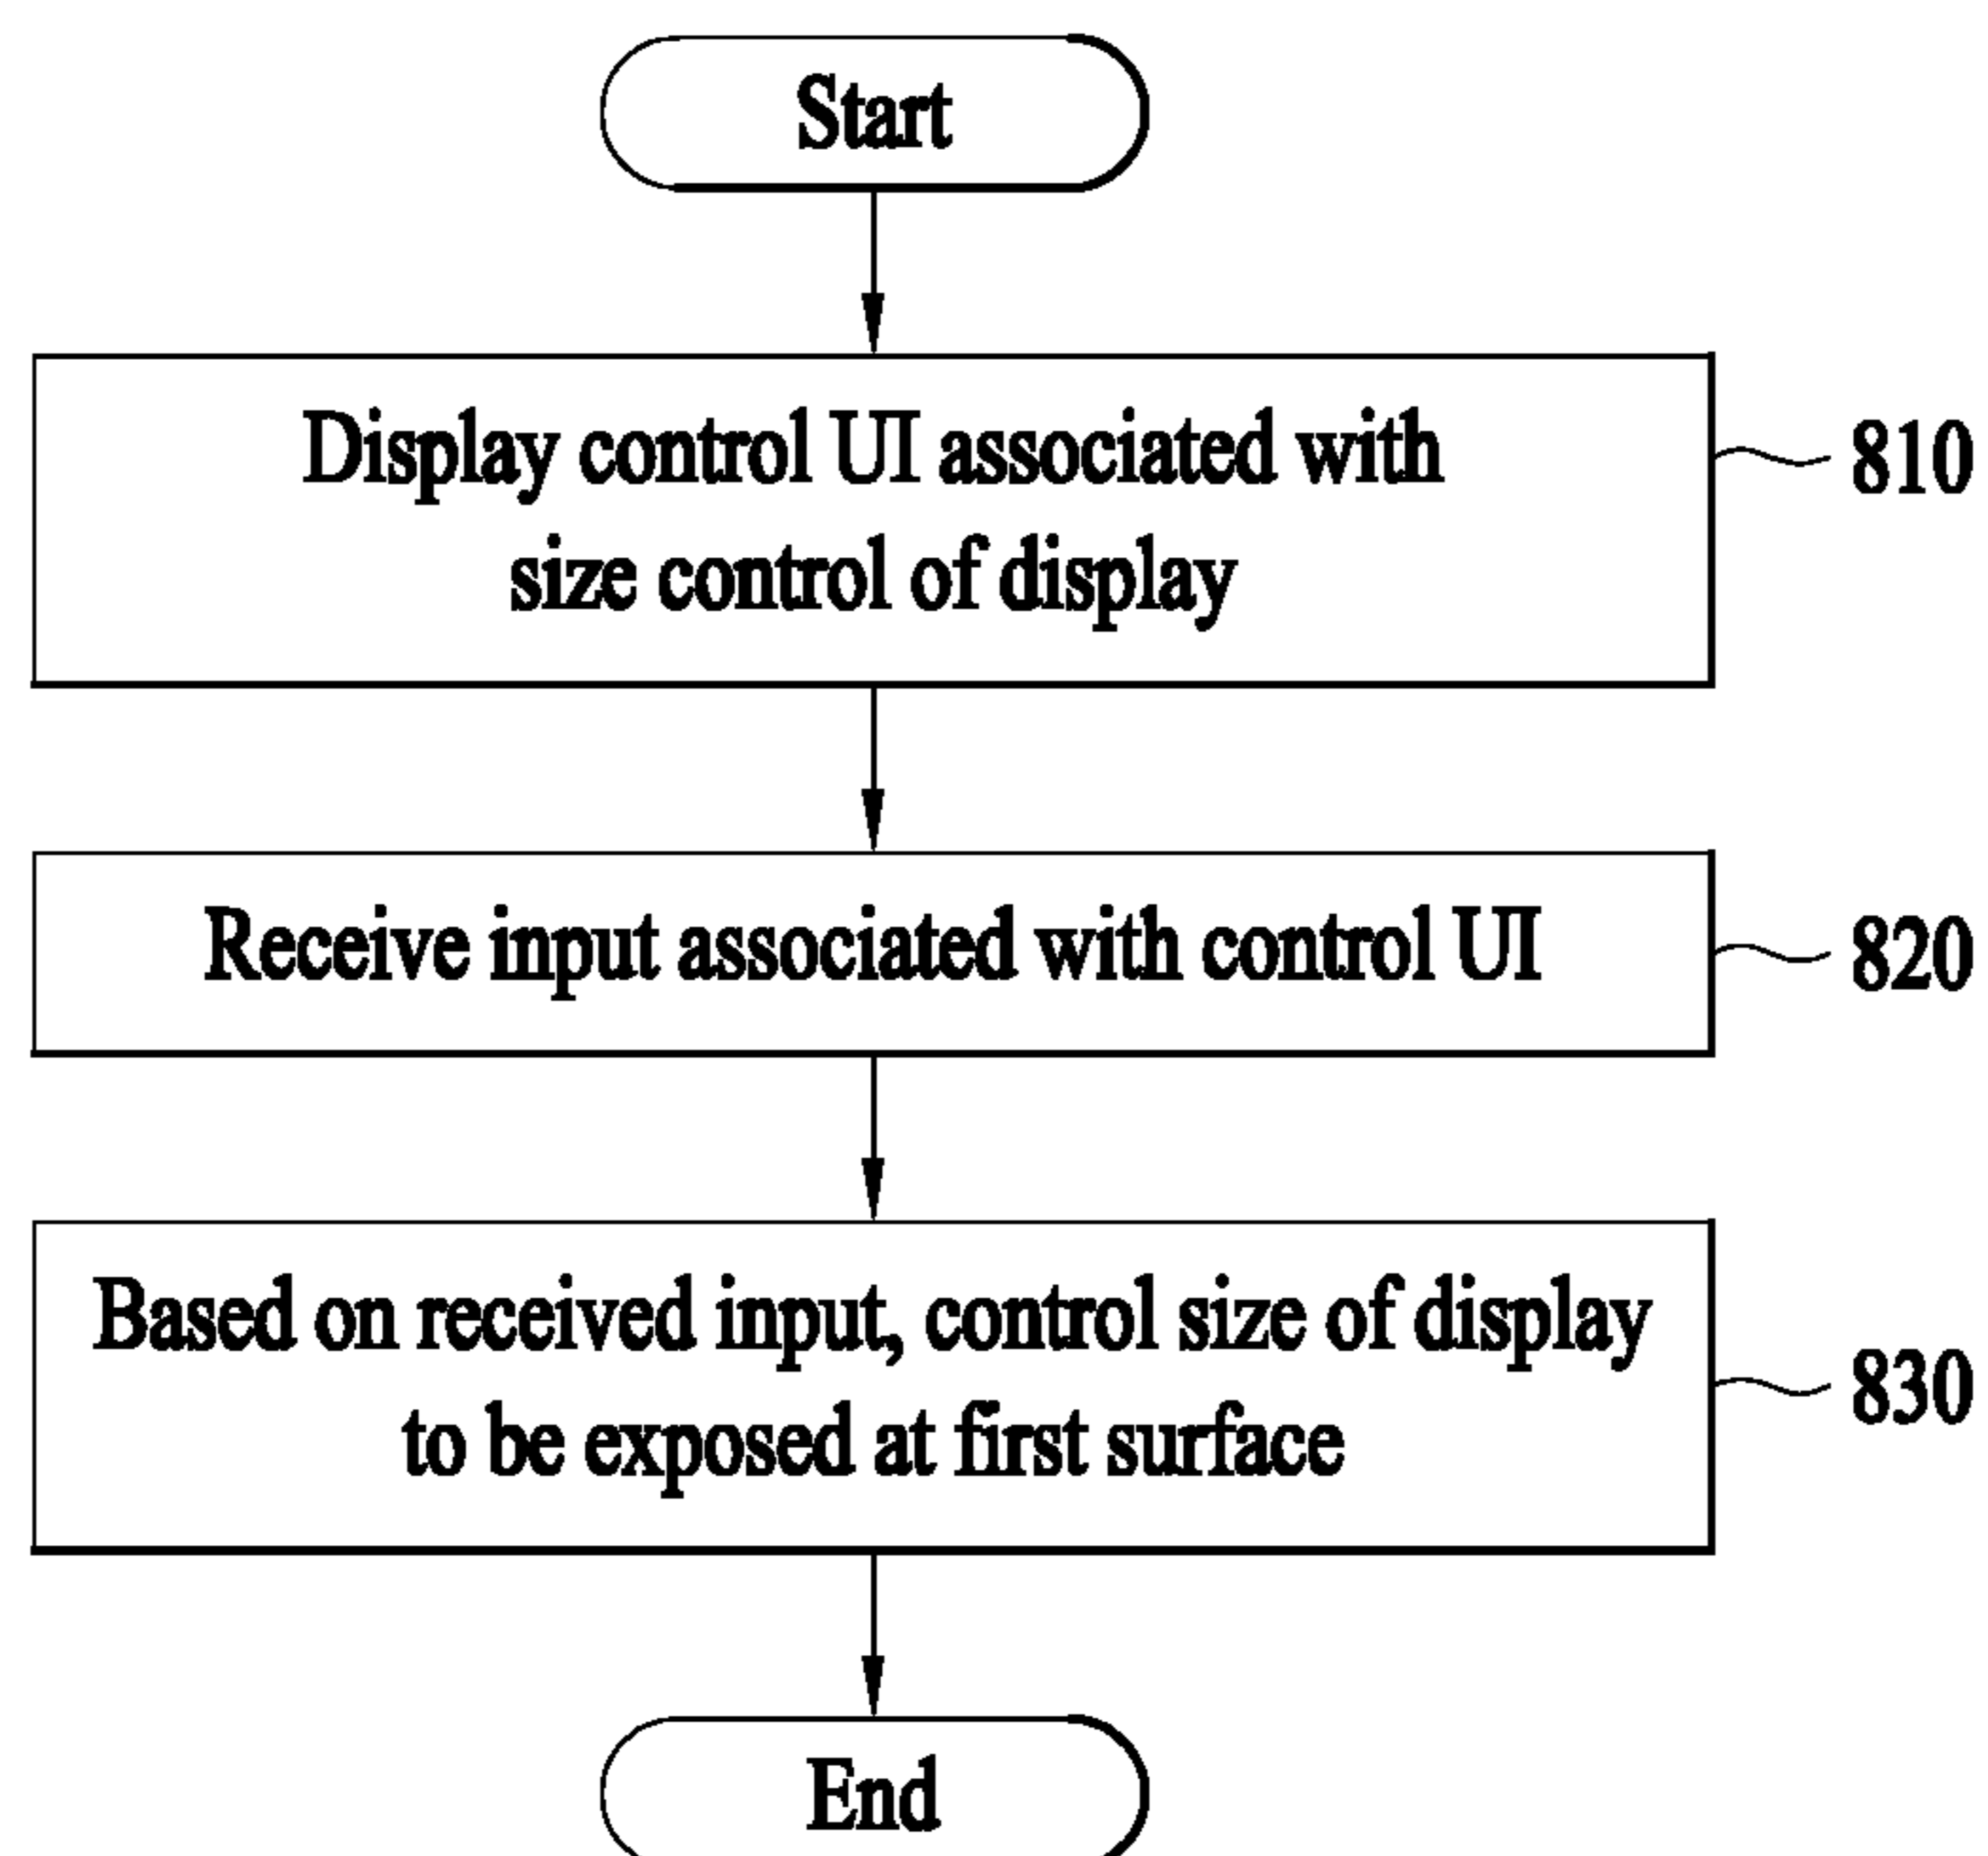 Start
Display control UI associated with
size control of display
810
Receive input associated with control UI
820
Based on received input, control size of display
to be exposed at first surface
830
End